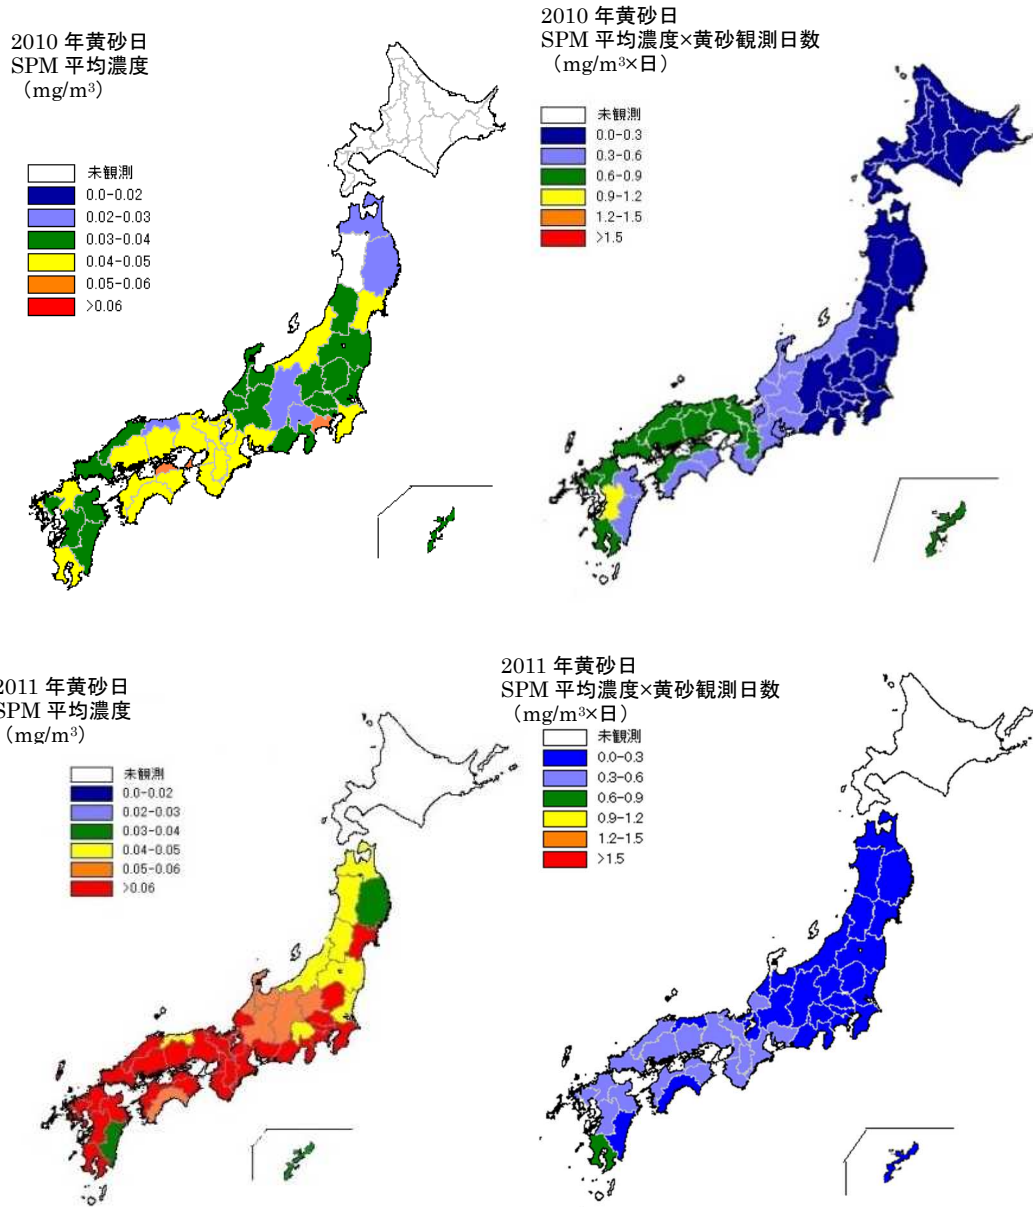 2010 年黄砂日
SPM 平均濃度
(mg/m³)
未観測
0.0-0.02
0.02-0.03
0.03-0.04
0.04-0.05
0.05-0.06
>0.06
2010 年黄砂日
SPM 平均濃度×黄砂観測日数
(mg/m³×日)
未観測
0.0-0.3
0.3-0.6
0.6-0.9
0.9-1.2
1.2-1.5
>1.5
2011 年黄砂日
SPM 平均濃度
(mg/m³)
未観測
0.0-0.02
0.02-0.03
0.03-0.04
0.04-0.05
0.05-0.06
>0.06
2011 年黄砂日
SPM 平均濃度×黄砂観測日数
(mg/m³×日)
未観測
0.0-0.3
0.3-0.6
0.6-0.9
0.9-1.2
1.2-1.5
>1.5